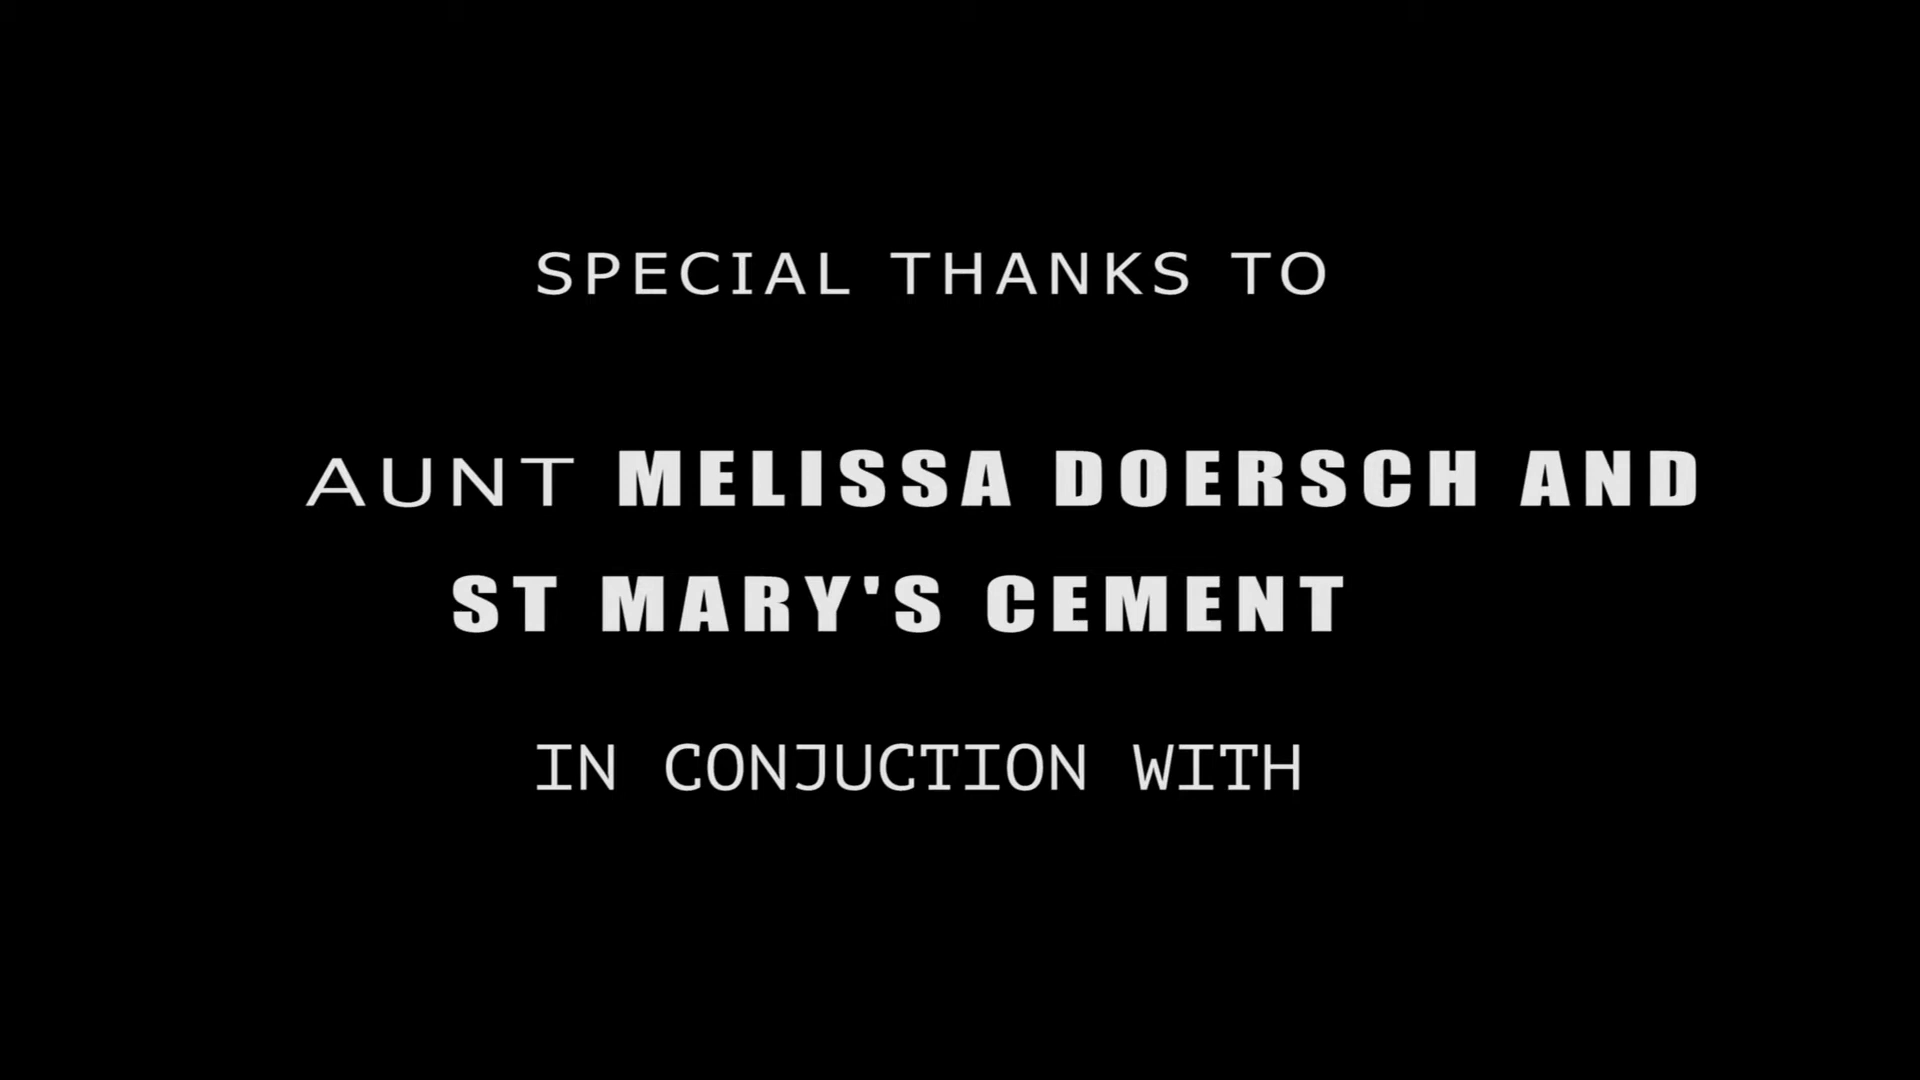 SPECIAL THANKS TO
AUNT MELISSA DOERSCH AND
ST MARY'S CEMENT
IN CONJUCTION WITH